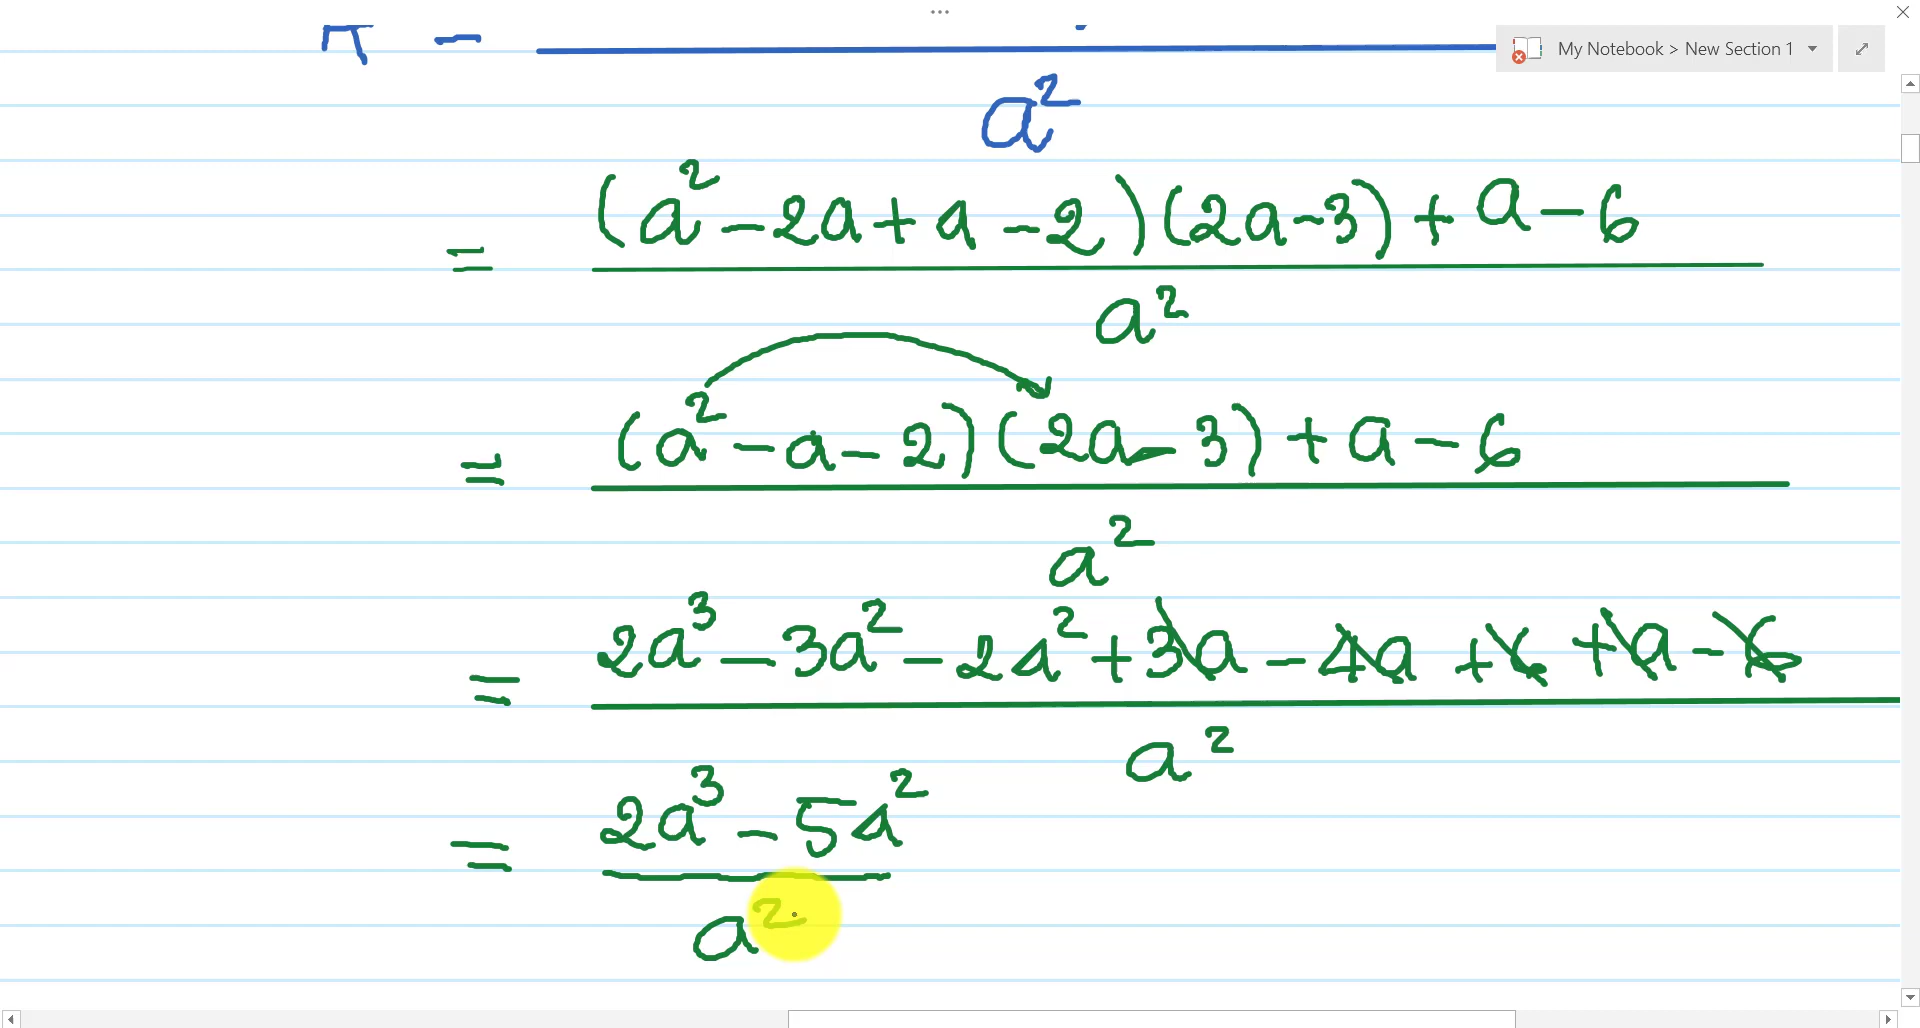 My Notebook > New Section 1
a²
= (a² - 2a + a - 2)(2a - 3) + a - 6
a²
= (a² - a - 2)(2a - 3) + a - 6
a²
= 2a³ - 3a² - 2a² + 3a - 4a + 6 + a - 6
a²
= 2a³ - 5a²
a²